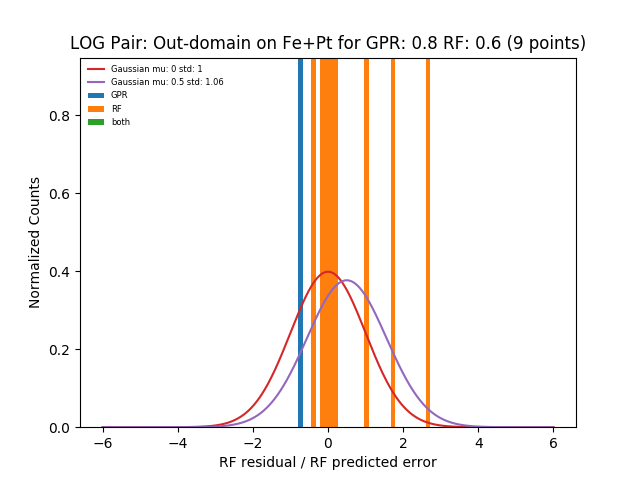 LOG Pair: Out-domain on Fe+Pt for GPR: 0.8 RF: 0.6 (9 points)
Gaussian mu: 0 std: 1
Gaussian mu: 0.5 std: 1.06
GPR
RF
both
0.8
0.6
0.4
0.2
0.0
Normalized Counts
−6 −4 −2 0 2 4 6
RF residual / RF predicted error